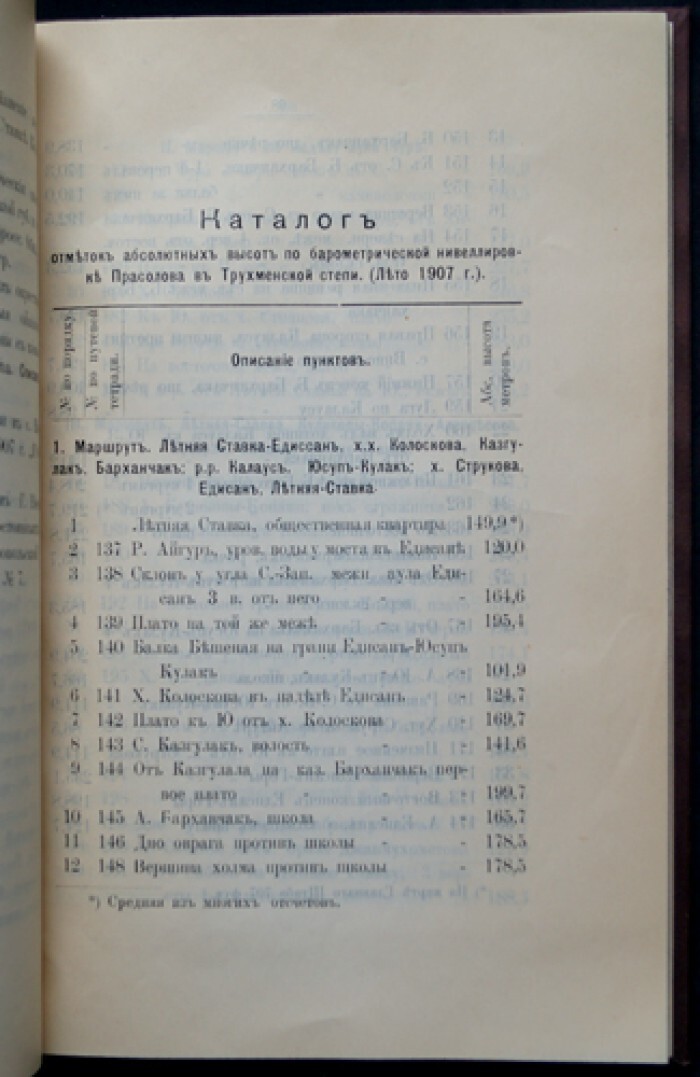 Каталогъ
отмѣтокъ абсолютныхъ высотъ по барометрической нивеллиров-
кѣ Прасолова въ Трухменской степи. (Лѣто 1907 г.).
№ по порядку.
№ по путевой
тетради.
Описаніе пунктовъ.
Абс. высота
метровъ.
1. Маршрутъ. Лѣтняя Ставка-Едиссанъ, х.х. Колоскова, Казгу-
лакъ, Барханчакъ; р.р. Калаусъ, Юсупъ-Кулакъ; х. Струкова,
Едисанъ, Лѣтняя-Ставка.
1 Лѣтняя Ставка, общественная квартира 149,9*)
2 137 Р. Айгуръ, уров. воды у моста въ Едисанѣ 120,0
3 138 Склонъ у угла С.-Зап. межи аула Еди-
санъ 3 в. отъ него - - 164,6
4 139 Плато на той же межѣ - - 195,4
5 140 Балка Бѣшеная на грани Едисанъ-Юсупъ
Кулакъ - - - 101,9
6 141 Х. Колоскова въ надѣлѣ Едисанъ - 124,7
7 142 Плато къ Ю отъ х. Колоскова - 169,7
8 143 С. Казгулакъ, волость - - 141,6
9 144 Отъ Казгулала на каз. Барханчакъ пер-
вое плато - - - 199,7
10 145 А. Барханчакъ, школа - - 165,7
11 146 Дно оврага противъ школы - - 178,5
12 148 Вершина холма противъ школы - 178,5
*) Средняя изъ многихъ отсчетовъ.